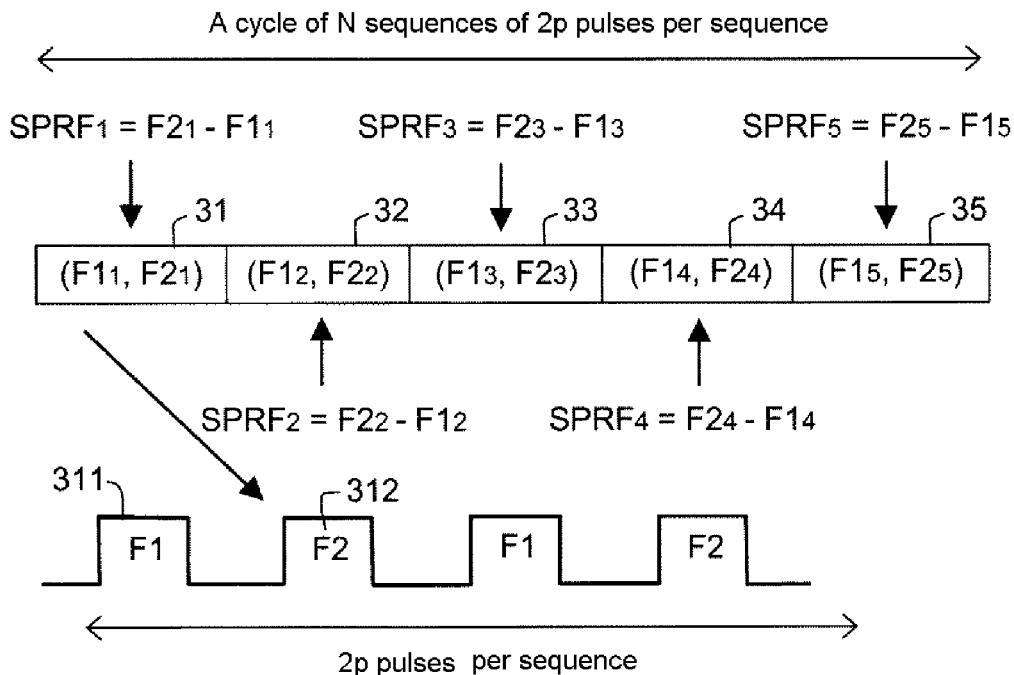 A cycle of N sequences of 2p pulses per sequence
SPRF1 = F21 - F11
SPRF3 = F23 - F13
SPRF5 = F25 - F15
31
32
33
34
35
(F11, F21)
(F12, F22)
(F13, F23)
(F14, F24)
(F15, F25)
SPRF2 = F22 - F12
SPRF4 = F24 - F14
311
312
F1
F2
F1
F2
2p pulses per sequence